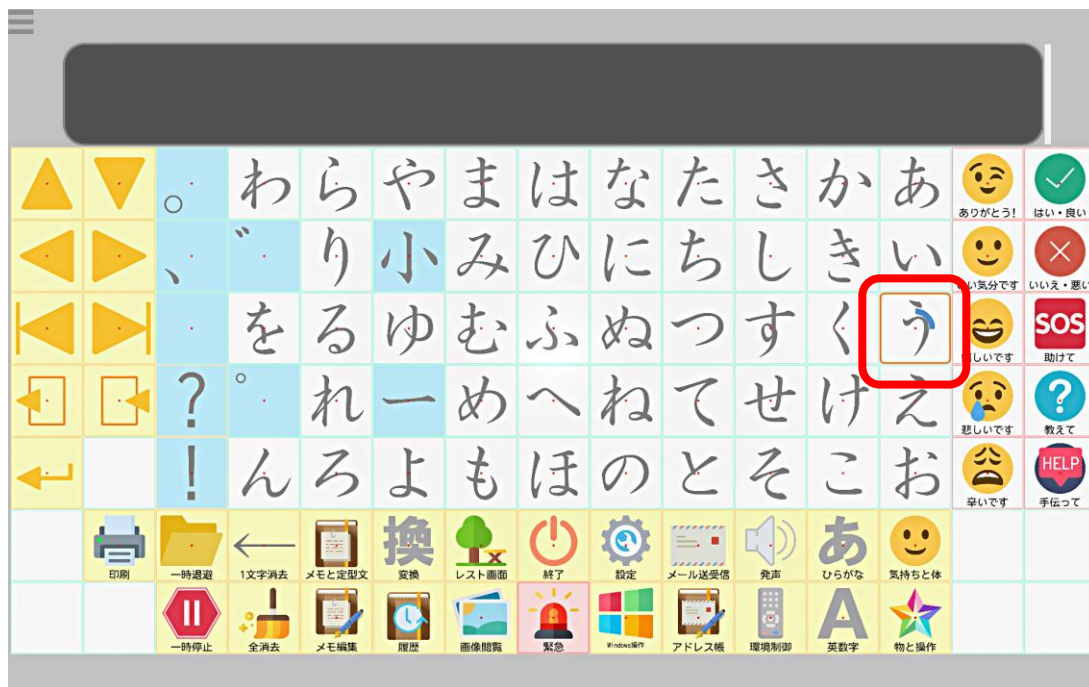 。 わ ら や ま は な た さ か あ ありがとう! はい・良い
、 ゛ り 小 み ひ に ち し き い い気分です いいえ・悪い
を る ゆ む ふ ぬ つ す く う しいです SOS 助けて
? ゜ れ ー め へ ね て せ け え 悲しいです ? 教えて
! ん ろ よ も ほ の と そ こ お 辛いです HELP 手伝って
印刷 一時退避 1文字消去 メモと定型文 換 変換 レスト画面 終了 設定 メール送受信 発声 あ ひらがな 気持ちと体
一時停止 全消去 メモ編集 履歴 画像閲覧 緊急 Windows操作 アドレス帳 環境制御 A 英数字 物と操作